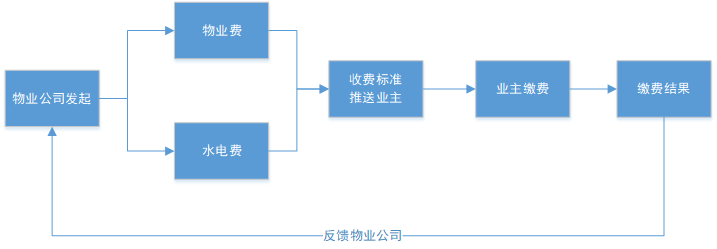 物业公司发起
物业费
水电费
收费标准
推送业主
业主缴费
缴费结果
反馈物业公司